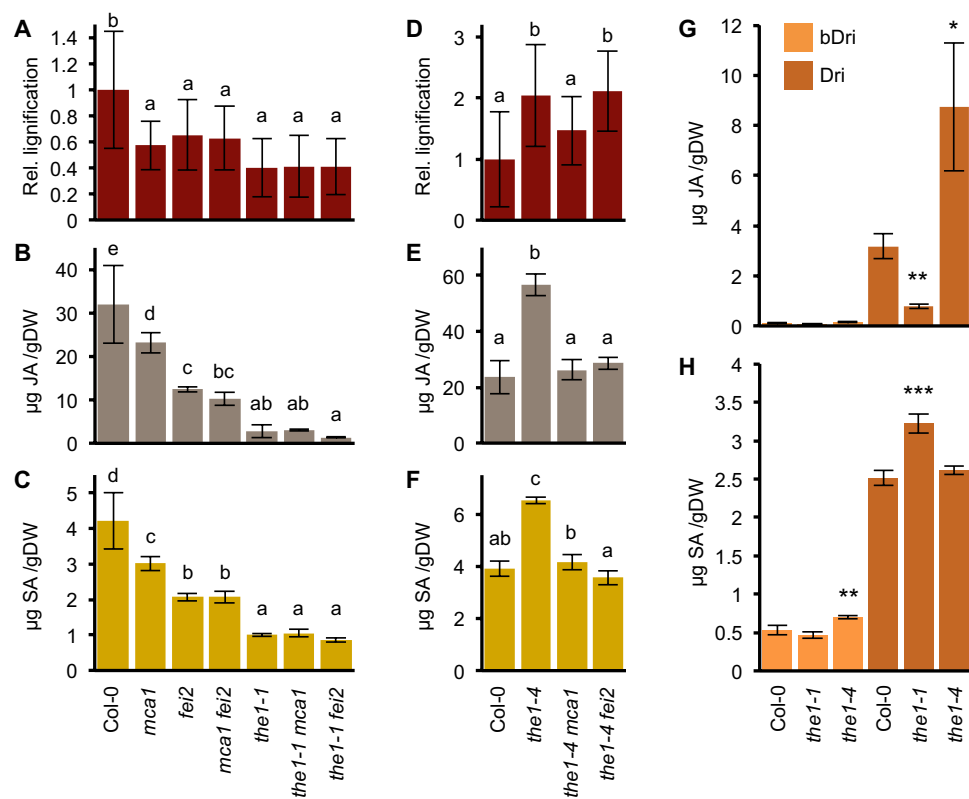 A
Rel. lignification
1.4
1.2
1
0.8
0.6
0.4
0.2
0
b
a
a
a
a
a
a
B
µg JA /gDW
40
30
20
10
0
e
d
c
bc
ab
ab
a
C
µg SA /gDW
5
4
3
2
1
0
d
c
b
b
a
a
a
Col-0
mca1
fei2
mca1 fei2
the1-1
the1-1 mca1
the1-1 fei2
D
Rel. lignification
3
2
1
0
a
b
a
b
E
µg JA /gDW
60
40
20
0
a
b
a
a
F
µg SA /gDW
6
4
2
0
ab
c
b
a
Col-0
the1-4
the1-4 mca1
the1-4 fei2
G
bDri
Dri
µg JA /gDW
12
10
8
6
4
2
0
**
*
H
µg SA /gDW
4
3.5
3
2.5
2
1.5
1
0.5
0
**
***
Col-0
the1-1
the1-4
Col-0
the1-1
the1-4